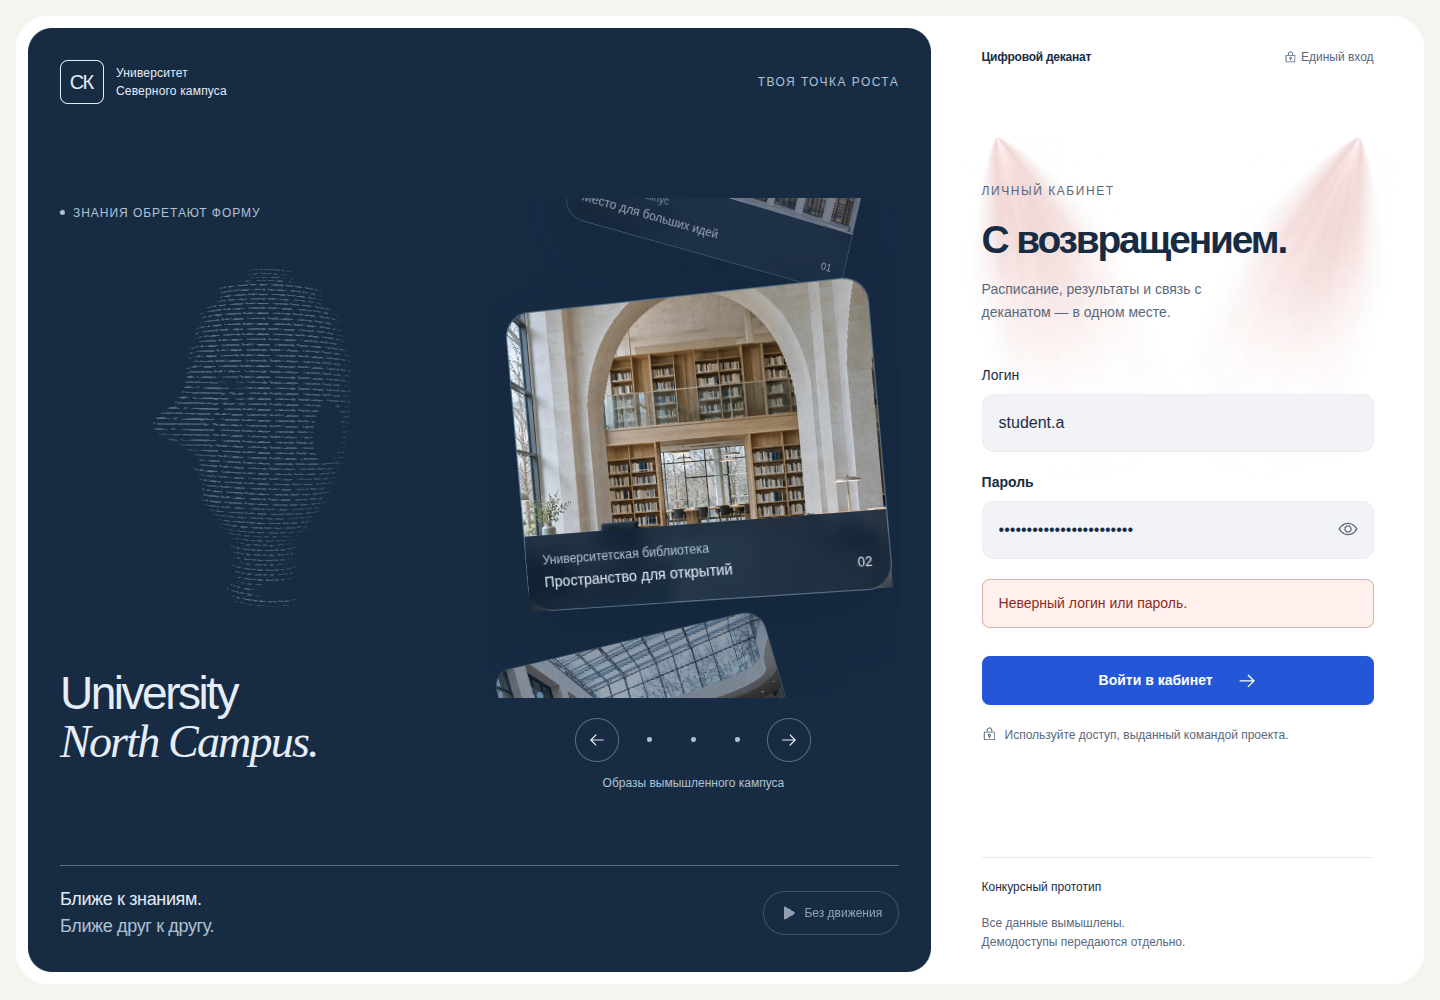 СК
Университет
Северного кампуса
ТВОЯ ТОЧКА РОСТА
ЗНАНИЯ ОБРЕТАЮТ ФОРМУ
Место для больших идей
01
Университетская библиотека
Пространство для открытий
02
University
North Campus.
Образы вымышленного кампуса
Ближе к знаниям.
Ближе друг к другу.
Без движения
Цифровой деканат
Единый вход
ЛИЧНЫЙ КАБИНЕТ
С возвращением.
Расписание, результаты и связь с
деканатом — в одном месте.
Логин
student.a
Пароль
••••••••••••••••••••••••
Неверный логин или пароль.
Войти в кабинет
Используйте доступ, выданный командой проекта.
Конкурсный прототип
Все данные вымышлены.
Демодоступы передаются отдельно.